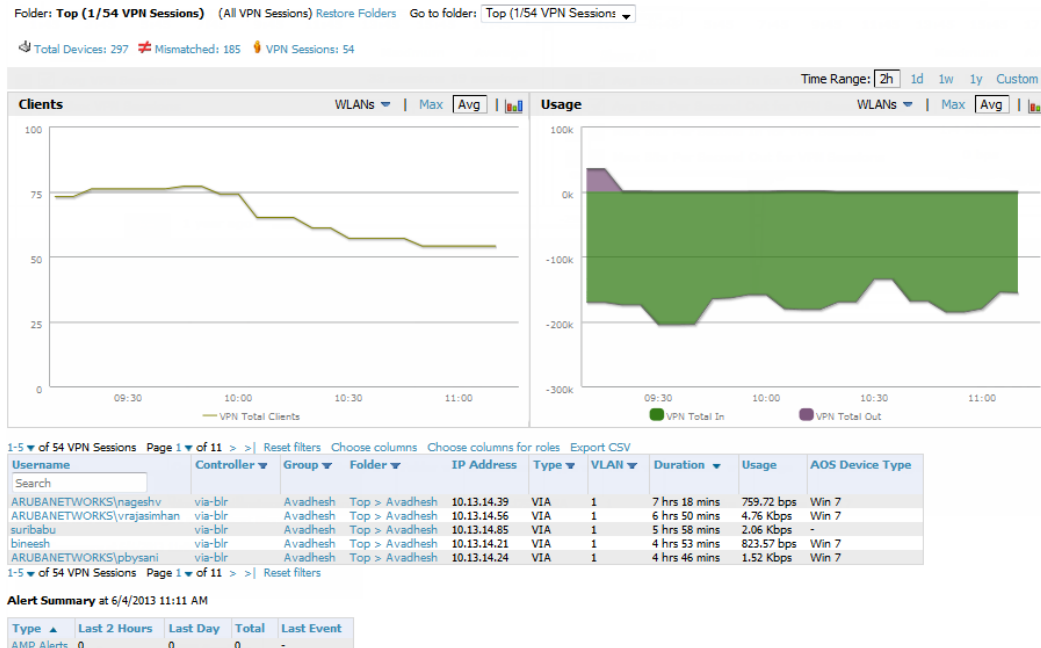 Folder: Top (1/54 VPN Sessions) (All VPN Sessions) Restore Folders Go to folder: Top (1/54 VPN Sessions
Total Devices: 297 Mismatched: 185 VPN Sessions: 54
Time Range: 2h 1d 1w 1y Custom
Clients WLANs | Max Avg |
Usage WLANs | Max Avg |
100
75
50
25
0
09:30 10:00 10:30 11:00
VPN Total Clients
100k
0k
-100k
-200k
-300k
09:30 10:00 10:30 11:00
VPN Total In VPN Total Out
1-5 of 54 VPN Sessions Page 1 of 11 > >| Reset filters Choose columns Choose columns for roles Export CSV
Username Controller Group Folder IP Address Type VLAN Duration Usage AOS Device Type
Search
ARUBANETWORKS\nageshv via-blr Avadhesh Top > Avadhesh 10.13.14.39 VIA 1 7 hrs 18 mins 759.72 bps Win 7
ARUBANETWORKS\vrajasimhan via-blr Avadhesh Top > Avadhesh 10.13.14.56 VIA 1 6 hrs 50 mins 4.76 Kbps Win 7
suribabu via-blr Avadhesh Top > Avadhesh 10.13.14.85 VIA 1 5 hrs 58 mins 2.06 Kbps -
bineesh via-blr Avadhesh Top > Avadhesh 10.13.14.21 VIA 1 4 hrs 53 mins 823.57 bps Win 7
ARUBANETWORKS\pbysani via-blr Avadhesh Top > Avadhesh 10.13.14.24 VIA 1 4 hrs 46 mins 1.52 Kbps Win 7
1-5 of 54 VPN Sessions Page 1 of 11 > >| Reset filters
Alert Summary at 6/4/2013 11:11 AM
Type Last 2 Hours Last Day Total Last Event
AMP Alerts 0 0 0 -